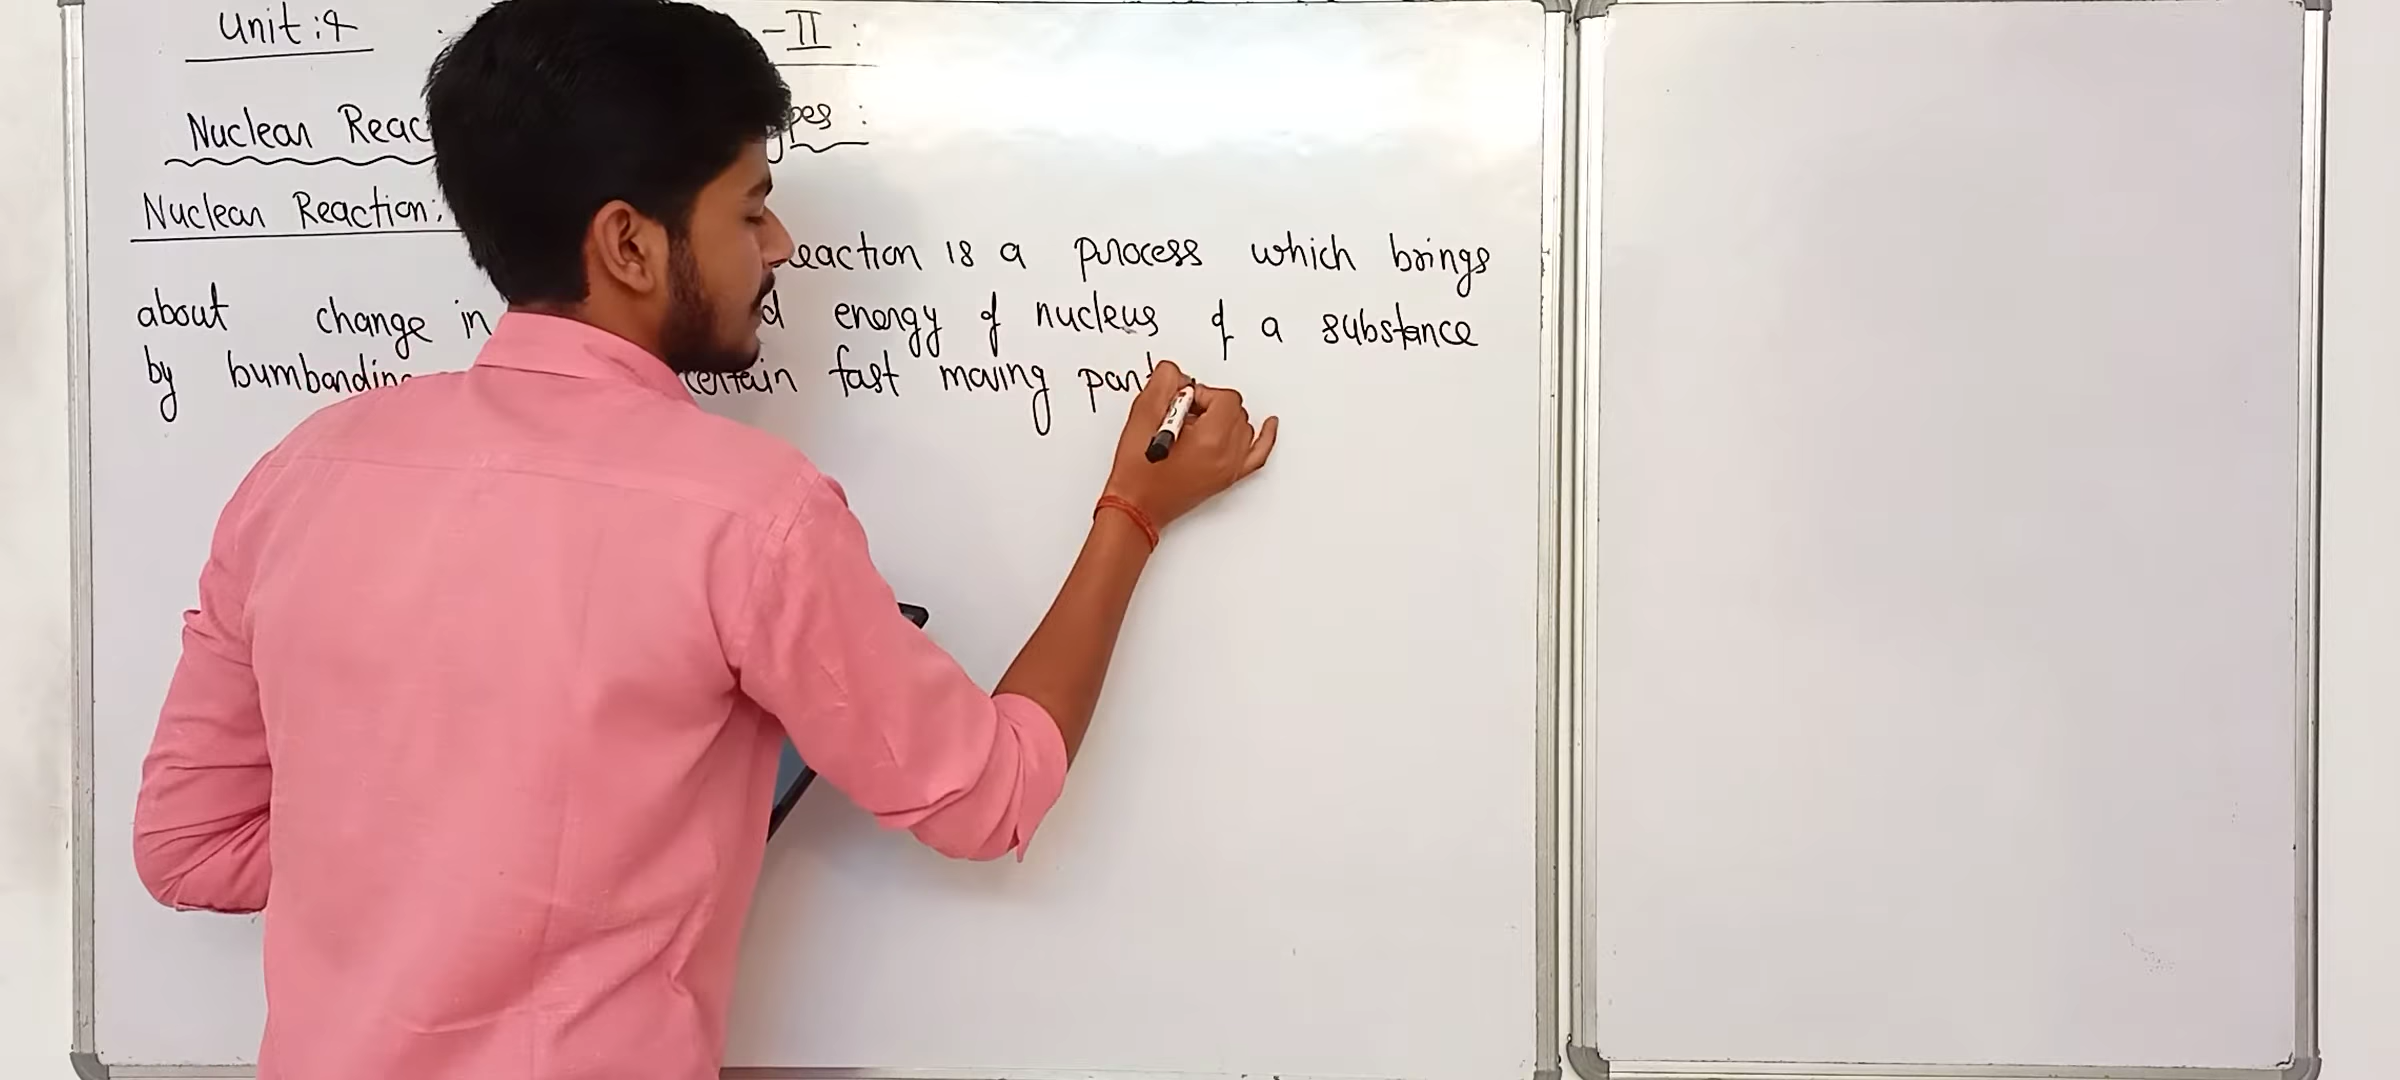 Unit:4 - II :
Nuclear Reac ypes :
Nuclear Reaction:
reaction is a process which brings
about change in d energy of nucleus of a substance
by bumbarding certain fast moving part